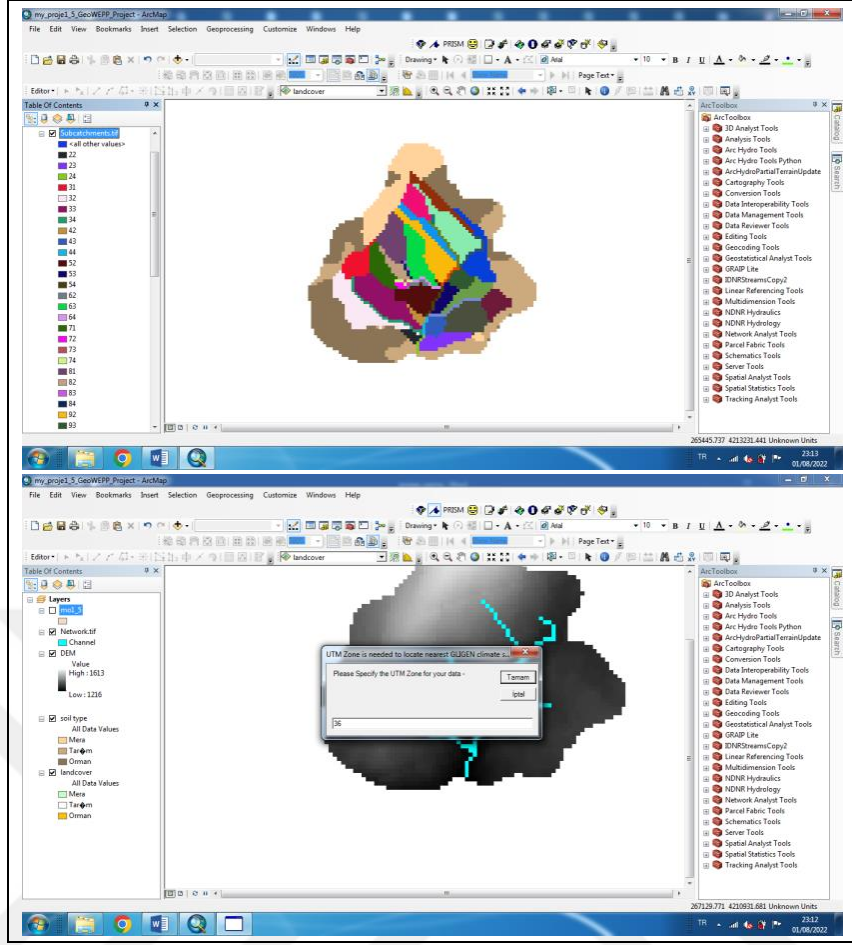 my_proje1_5_GeoWEPP_Project - ArcMap
File Edit View Bookmarks Insert Selection Geoprocessing Customize Windows Help
PRISM
Drawing Arial 10 B I U A
Page Text
Editor landcover
Table Of Contents
Subcatchments.tif
<all other values>
22
23
24
31
32
33
34
42
43
44
52
53
54
62
63
64
71
72
73
74
81
82
83
84
92
93
ArcToolbox
ArcToolbox
3D Analyst Tools
Analysis Tools
Arc Hydro Tools
Arc Hydro Tools Python
ArcHydroPartialTerrainUpdate
Cartography Tools
Conversion Tools
Data Interoperability Tools
Data Management Tools
Data Reviewer Tools
Editing Tools
Geocoding Tools
Geostatistical Analyst Tools
GRAIP Lite
IDNRStreamsCopy2
Linear Referencing Tools
Multidimension Tools
NDNR Hydraulics
NDNR Hydrology
Network Analyst Tools
Parcel Fabric Tools
Schematics Tools
Server Tools
Spatial Analyst Tools
Spatial Statistics Tools
Tracking Analyst Tools
Catalog
Search
265445.737 4213231.441 Unknown Units
TR
23:13
01/08/2022
my_proje1_5_GeoWEPP_Project - ArcMap
File Edit View Bookmarks Insert Selection Geoprocessing Customize Windows Help
PRISM
Drawing Arial 10 B I U A
Page Text
Editor landcover
Table Of Contents
Layers
Network.tif
Channel
DEM
Value
High : 1613
Low : 1216
soil type
All Data Values
Mera
Tar�m
Orman
landcover
All Data Values
Mera
Tar�m
Orman
UTM Zone is needed to locate nearest CLIGEN climate s...
Please Specify the UTM Zone for your data -
Tamam
İptal
36
ArcToolbox
ArcToolbox
3D Analyst Tools
Analysis Tools
Arc Hydro Tools
Arc Hydro Tools Python
ArcHydroPartialTerrainUpdate
Cartography Tools
Conversion Tools
Data Interoperability Tools
Data Management Tools
Data Reviewer Tools
Editing Tools
Geocoding Tools
Geostatistical Analyst Tools
GRAIP Lite
IDNRStreamsCopy2
Linear Referencing Tools
Multidimension Tools
NDNR Hydraulics
NDNR Hydrology
Network Analyst Tools
Parcel Fabric Tools
Schematics Tools
Server Tools
Spatial Analyst Tools
Spatial Statistics Tools
Tracking Analyst Tools
Catalog
Search
267129.771 4210931.681 Unknown Units
TR
23:12
01/08/2022